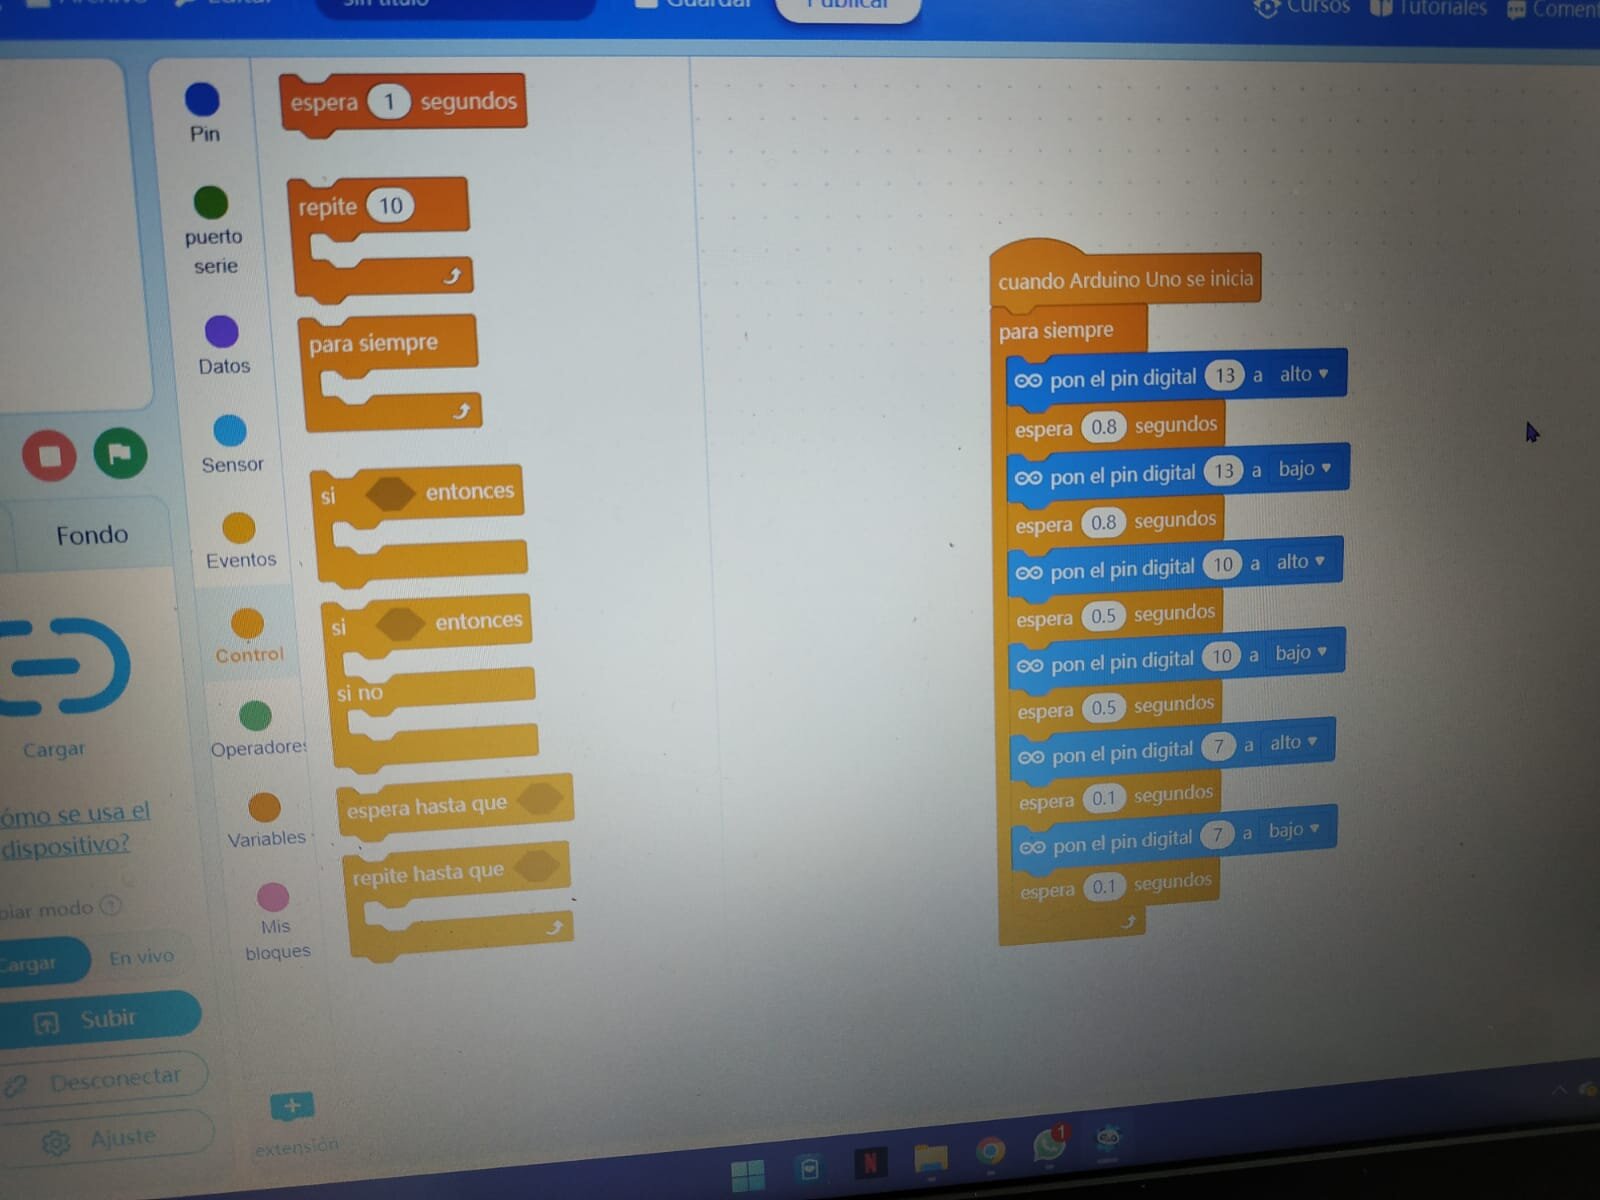 Archivo
Editar
Sin título
Guardar
Publicar
Cursos
Tutoriales
Pin
puerto
serie
Datos
Sensor
Eventos
Control
Operadores
Variables
Mis
bloques
extensión
Fondo
Cargar
ómo se usa el
dispositivo?
biar modo ?
Cargar
En vivo
Subir
Desconectar
Ajuste
espera 1 segundos
repite 10
para siempre
si entonces
si entonces
si no
espera hasta que
repite hasta que
cuando Arduino Uno se inicia
para siempre
pon el pin digital 13 a alto
espera 0.8 segundos
pon el pin digital 13 a bajo
espera 0.8 segundos
pon el pin digital 10 a alto
espera 0.5 segundos
pon el pin digital 10 a bajo
espera 0.5 segundos
pon el pin digital 7 a alto
espera 0.1 segundos
pon el pin digital 7 a bajo
espera 0.1 segundos
N
1